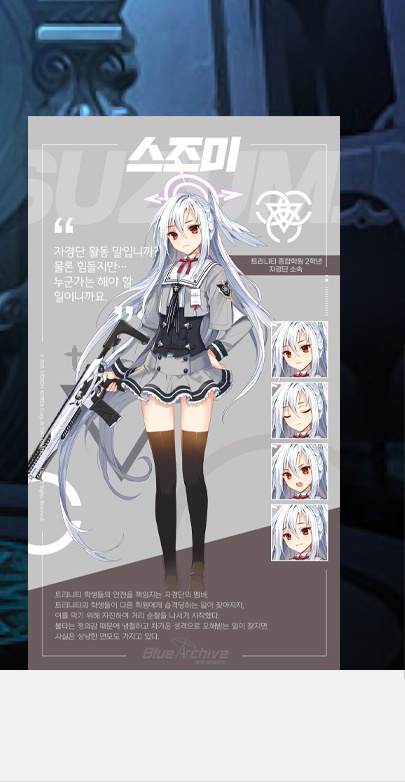 스즈미
SUZUMI
“
자경단 활동 말입니까?
물론 힘들지만…
누군가는 해야 할
일이니까요.
”
트리니티 종합학원 2학년
자경단 소속
트리니티 학생들의 안전을 책임지는 자경단의 멤버.
트리니티의 학생들이 다른 학원에게 습격당하는 일이 잦아지자,
이를 막기 위해 자진하여 거리 순찰을 나서기 시작했다.
불타는 정의감 때문에 냉철하고 차가운 성격으로 오해받는 일이 잦지만,
사실은 상냥한 면모도 가지고 있다.
Blue Archive